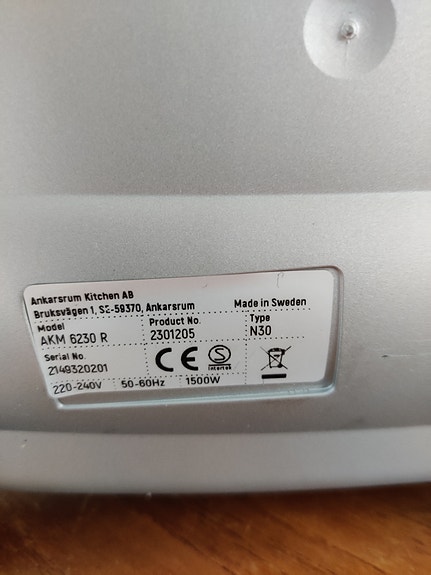 Ankarsrum Kitchen AB
Bruksvägen 1, SE-59370, Ankarsrum Made in Sweden
Model Product No. Type
AKM 6230 R 2301205 N30
Serial No.
2149320201
CE S Intertek
220-240V 50-60Hz 1500W